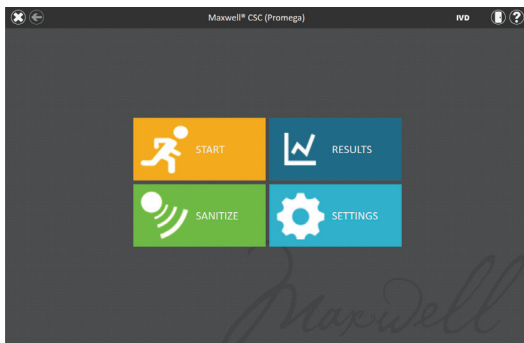 Maxwell® CSC (Promega)
IVD
?
START
RESULTS
SANITIZE
SETTINGS
Maxwell